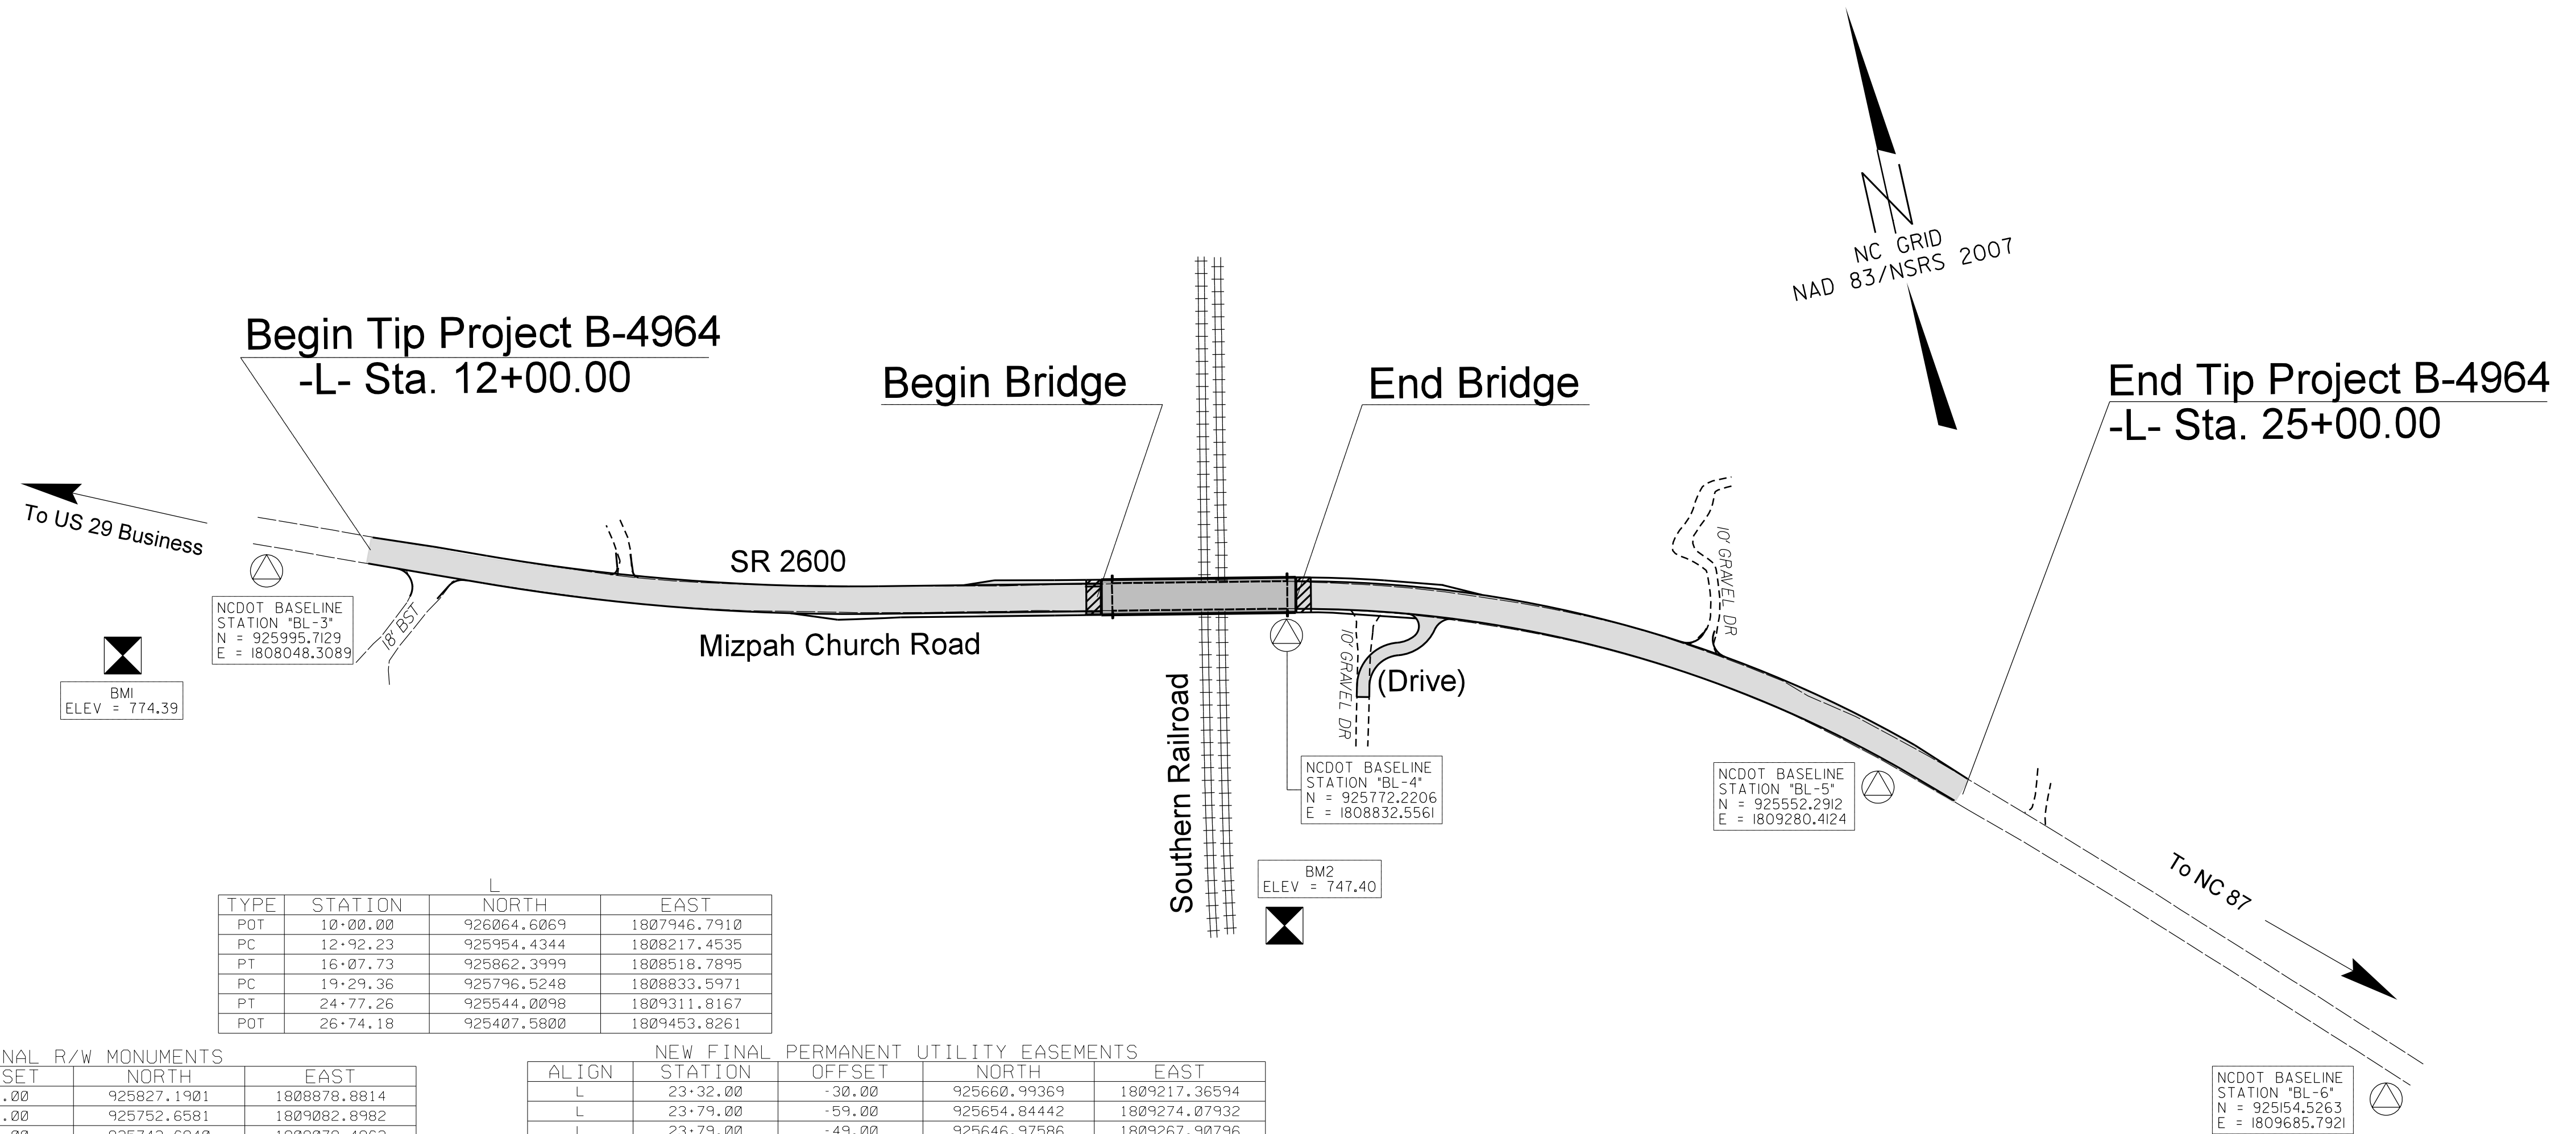 NC GRID
NAD 83/NSRS 2007
Begin Tip Project B-4964
-L- Sta. 12+00.00
Begin Bridge
End Bridge
End Tip Project B-4964
-L- Sta. 25+00.00
To US 29 Business
SR 2600
Mizpah Church Road
18' BST
10' GRAVEL DR
10' GRAVEL DR
(Drive)
Southern Railroad
To NC 87
NCDOT BASELINE
STATION "BL-3"
N = 925995.7129
E = 1808048.3089
BM1
ELEV = 774.39
NCDOT BASELINE
STATION "BL-4"
N = 925772.2206
E = 1808832.5561
BM2
ELEV = 747.40
NCDOT BASELINE
STATION "BL-5"
N = 925552.2912
E = 1809280.4124
NCDOT BASELINE
STATION "BL-6"
N = 925154.5263
E = 1809685.7921
L
TYPE STATION NORTH EAST
POT 10+00.00 926064.6069 1807946.7910
PC 12+92.23 925954.4344 1808217.4535
PT 16+07.73 925862.3999 1808518.7895
PC 19+29.36 925796.5248 1808833.5971
PT 24+77.26 925544.0098 1809311.8167
POT 26+74.18 925407.5800 1809453.8261
NAL R/W MONUMENTS
SET NORTH EAST
.00 925827.1901 1808878.8814
.00 925752.6581 1809082.8982
NEW FINAL PERMANENT UTILITY EASEMENTS
ALIGN STATION OFFSET NORTH EAST
L 23+32.00 -30.00 925660.99369 1809217.36594
L 23+79.00 -59.00 925654.84442 1809274.07932
L 23+79.00 -49.00 925646.97586 1809267.90796